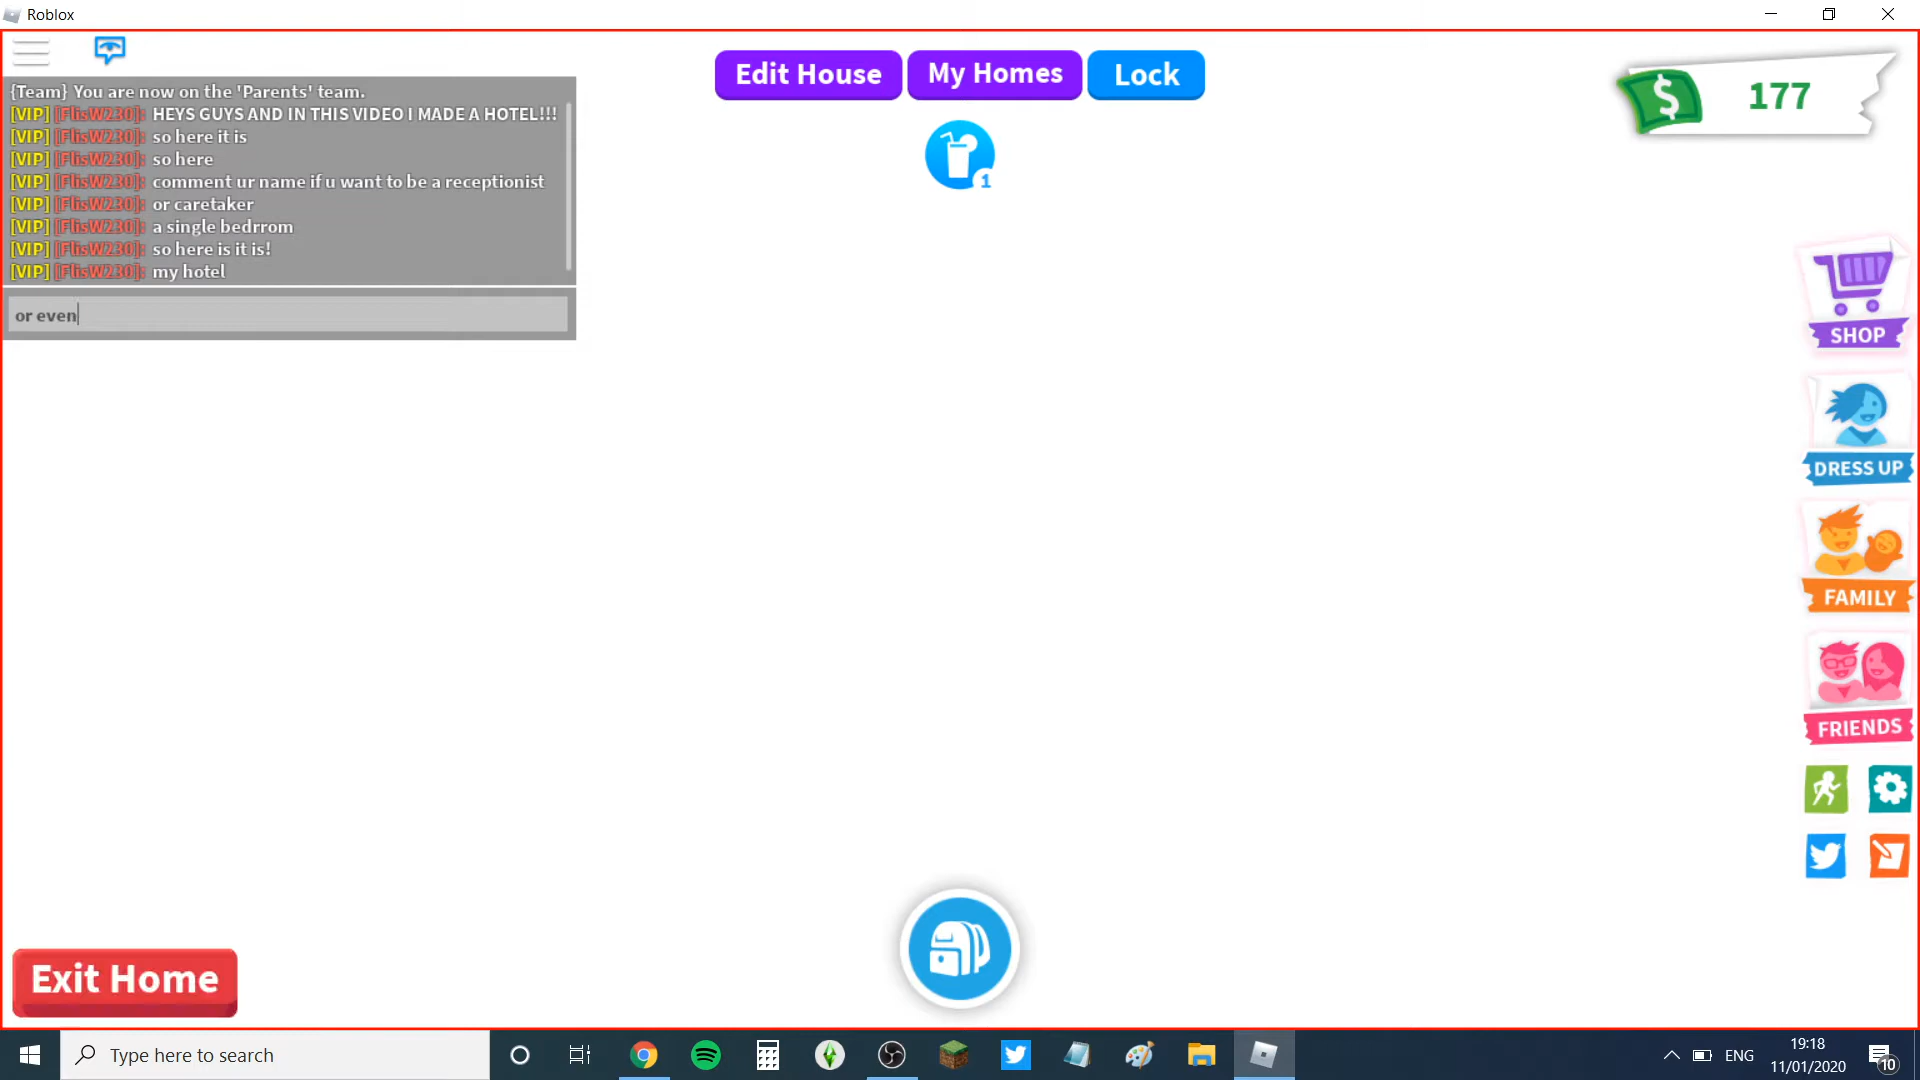 Roblox
Edit House
My Homes
Lock
177
{Team} You are now on the 'Parents' team.
[VIP] [FlisW230]: HEYS GUYS AND IN THIS VIDEO I MADE A HOTEL!!!
[VIP] [FlisW230]: so here it is
[VIP] [FlisW230]: so here
[VIP] [FlisW230]: comment ur name if u want to be a receptionist
[VIP] [FlisW230]: or caretaker
[VIP] [FlisW230]: a single bedrrom
[VIP] [FlisW230]: so here is it is!
[VIP] [FlisW230]: my hotel
or even
1
SHOP
DRESS UP
FAMILY
FRIENDS
Exit Home
Type here to search
ENG
19:18
11/01/2020
10